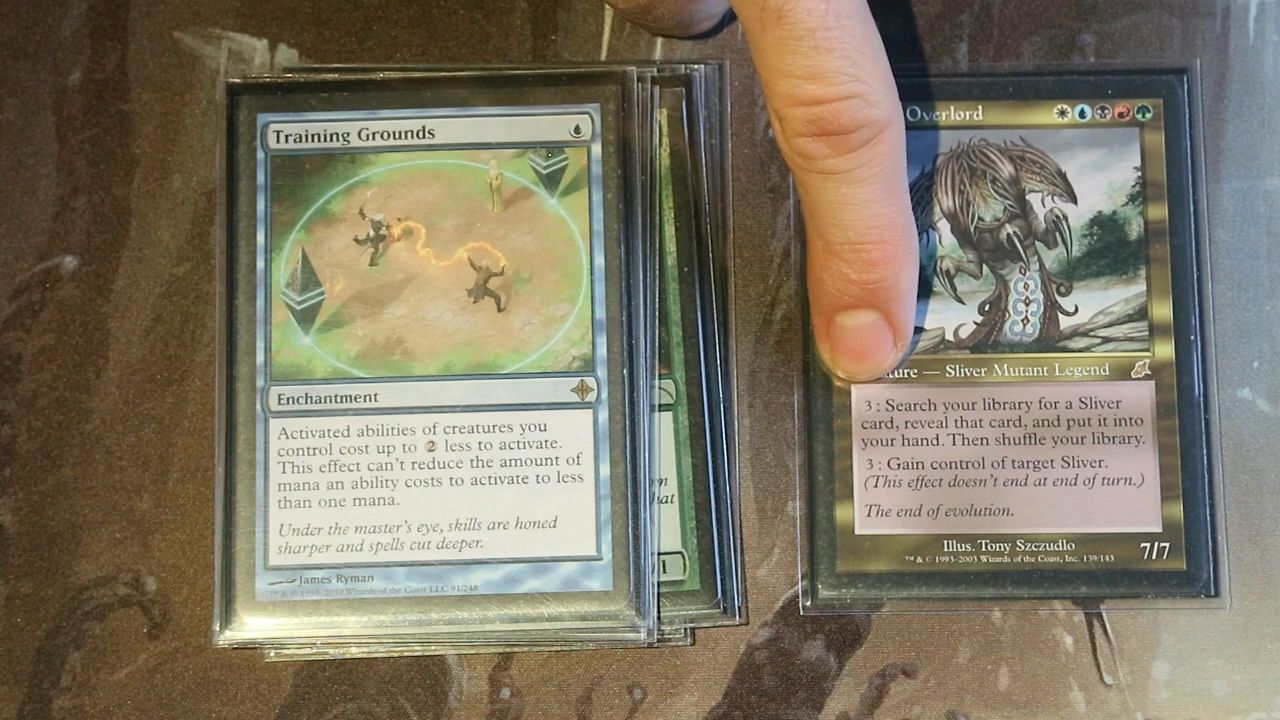 Training Grounds
Enchantment
Activated abilities of creatures you
control cost up to 2 less to activate.
This effect can't reduce the amount of
mana an ability costs to activate to less
than one mana.
Under the master's eye, skills are honed
sharper and spells cut deeper.
James Ryman
™ & © 1993-2010 Wizards of the Coast LLC 91/248
hat
1
Overlord
ture — Sliver Mutant Legend
3: Search your library for a Sliver
card, reveal that card, and put it into
your hand. Then shuffle your library.
3: Gain control of target Sliver.
(This effect doesn't end at end of turn.)
The end of evolution.
Illus. Tony Szczudlo
™ & © 1993-2003 Wizards of the Coast, Inc. 139/143
7/7